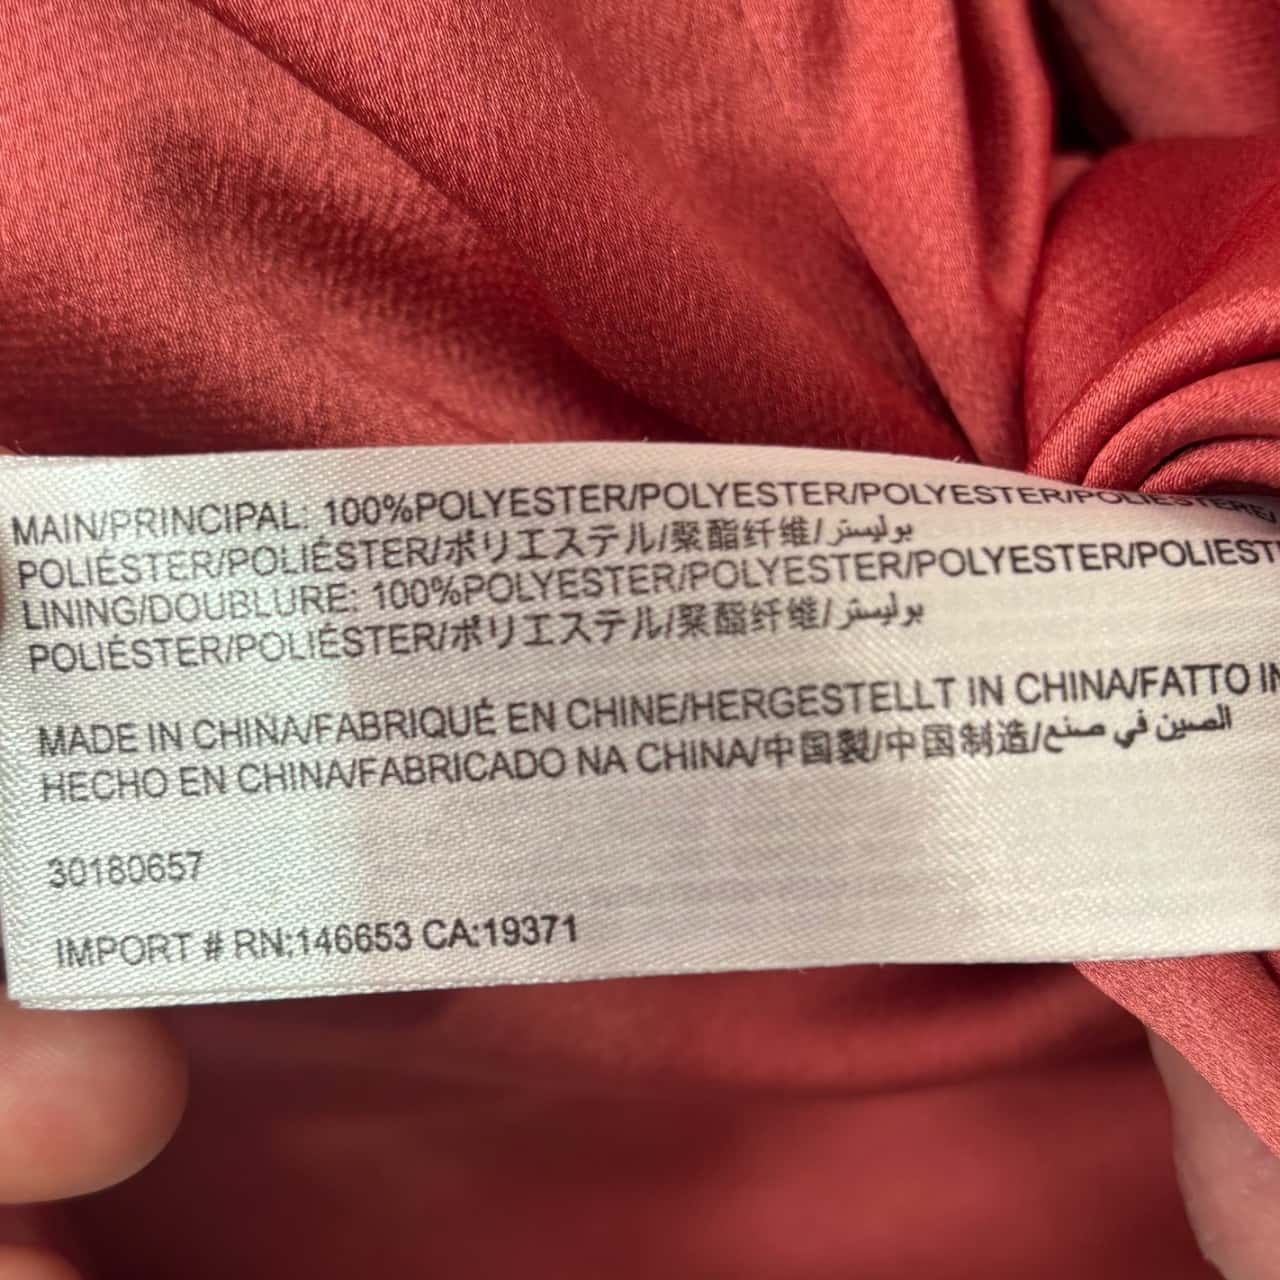 MAIN/PRINCIPAL: 100%POLYESTER/POLYESTER/POLYESTER/POLIESTERE/
POLIÉSTER/POLIÉSTER/ポリエステル/聚酯纤维/بوليستر
LINING/DOUBLURE: 100%POLYESTER/POLYESTER/POLYESTER/POLIEST
POLIÉSTER/POLIÉSTER/ポリエステル/聚酯纤维/بوليستر
MADE IN CHINA/FABRIQUÉ EN CHINE/HERGESTELLT IN CHINA/FATTO IN
HECHO EN CHINA/FABRICADO NA CHINA/中国製/中国制造/الصين في صنع
30180657
IMPORT # RN:146653 CA:19371